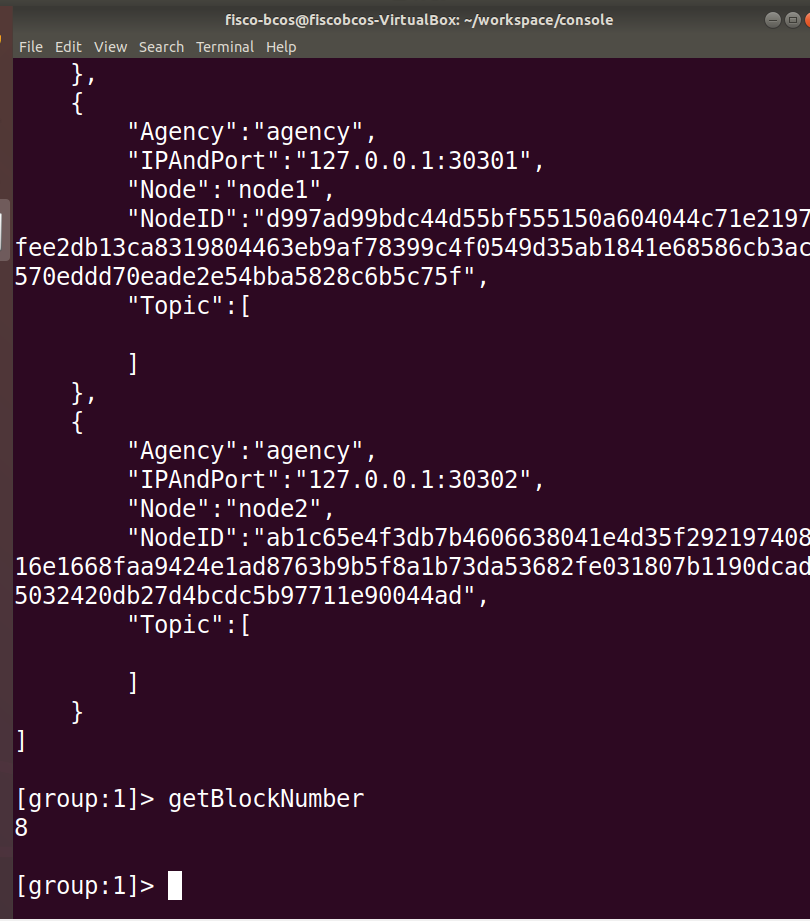 fisco-bcos@fiscobcos-VirtualBox: ~/workspace/console
File Edit View Search Terminal Help
    },
    {
        "Agency":"agency",
        "IPAndPort":"127.0.0.1:30301",
        "Node":"node1",
        "NodeID":"d997ad99bdc44d55bf555150a604044c71e2197
fee2db13ca8319804463eb9af78399c4f0549d35ab1841e68586cb3ac
570eddd70eade2e54bba5828c6b5c75f",
        "Topic":[

        ]
    },
    {
        "Agency":"agency",
        "IPAndPort":"127.0.0.1:30302",
        "Node":"node2",
        "NodeID":"ab1c65e4f3db7b4606638041e4d35f292197408
16e1668faa9424e1ad8763b9b5f8a1b73da53682fe031807b1190dcad
5032420db27d4bcdc5b97711e90044ad",
        "Topic":[

        ]
    }
]

[group:1]> getBlockNumber
8

[group:1]>